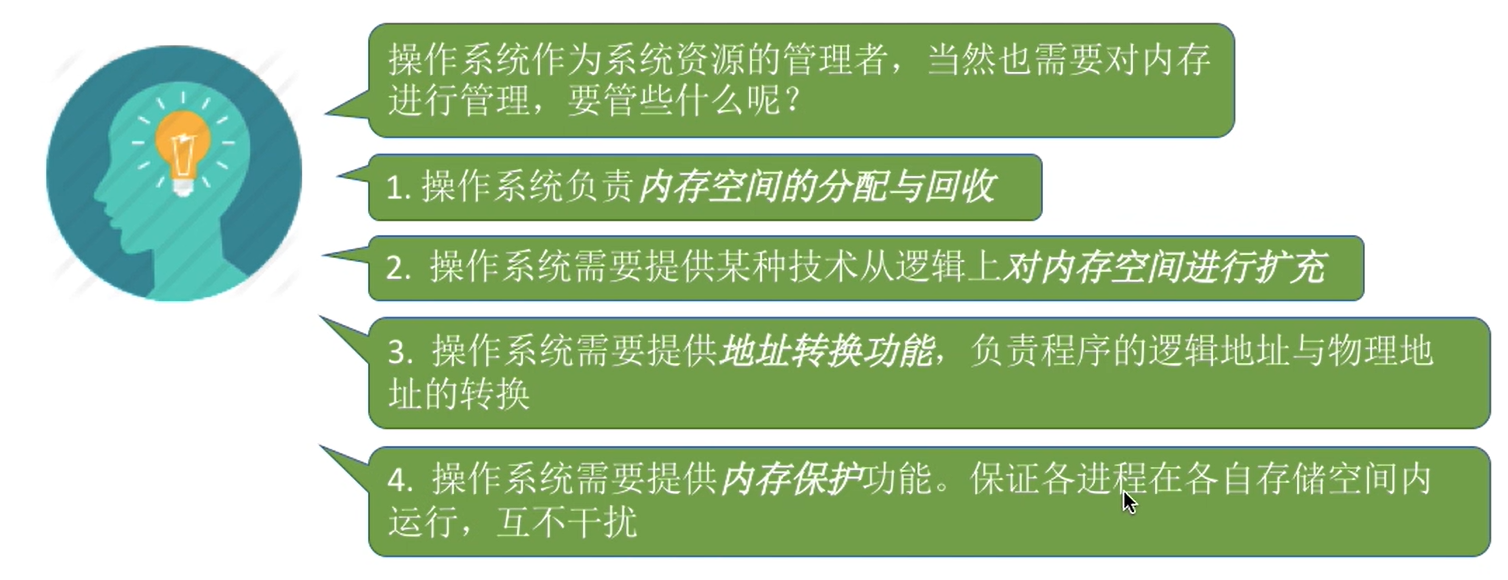 操作系统作为系统资源的管理者，当然也需要对内存
进行管理，要管些什么呢？
1. 操作系统负责内存空间的分配与回收
2. 操作系统需要提供某种技术从逻辑上对内存空间进行扩充
3. 操作系统需要提供地址转换功能，负责程序的逻辑地址与物理地
址的转换
4. 操作系统需要提供内存保护功能。保证各进程在各自存储空间内
运行，互不干扰